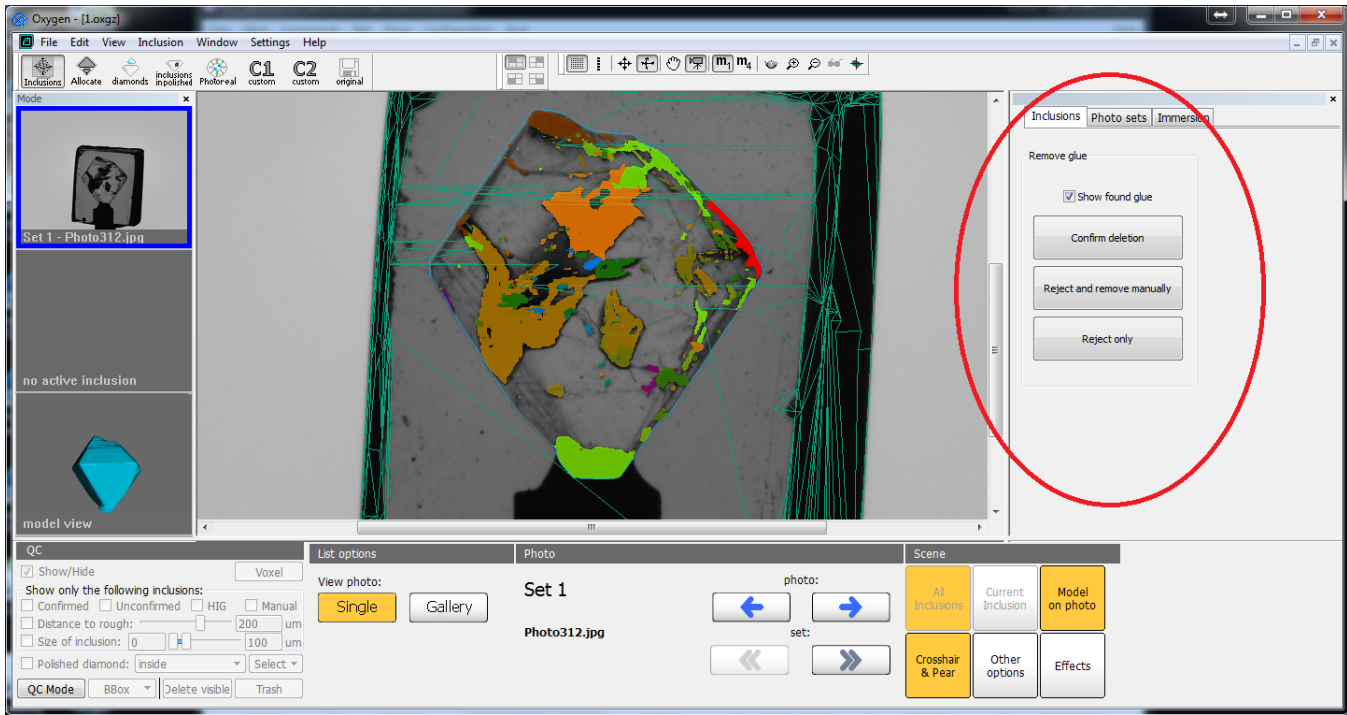 Oxygen - [1.oxgz]
File Edit View Inclusion Window Settings Help
Inclusions Allocate diamonds inclusions inpolished Photoreal C1 custom C2 custom original
m1 m4
Mode
Set 1 - Photo312.jpg
no active inclusion
model view
Inclusions Photo sets Immersion
Remove glue
Show found glue
Confirm deletion
Reject and remove manually
Reject only
QC
Show/Hide Voxel
Show only the following inclusions:
Confirmed Unconfirmed HIG Manual
Distance to rough: 200 um
Size of inclusion: 0 100 um
Polished diamond: inside Select
QC Mode BBox Delete visible Trash
List options
View photo:
Single Gallery
Photo
Set 1
Photo312.jpg
photo:
set:
Scene
All Inclusions
Current Inclusion
Model on photo
Crosshair & Pear
Other options
Effects